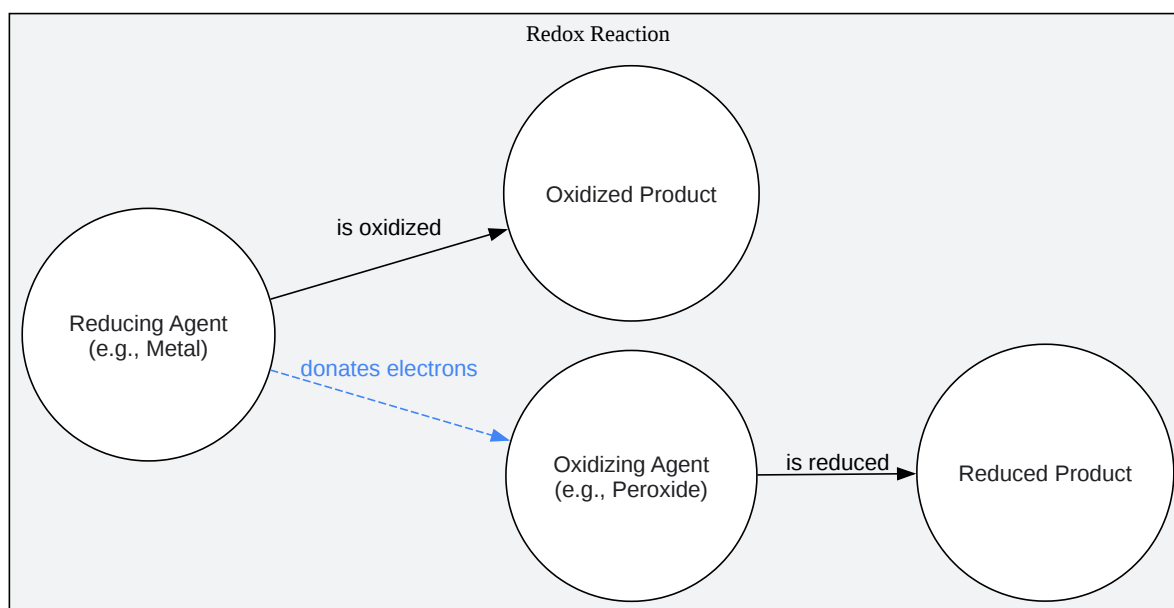 Redox Reaction
Oxidized Product
is oxidized
Reducing Agent
(e.g., Metal)
donates electrons
Oxidizing Agent
(e.g., Peroxide)
is reduced
Reduced Product